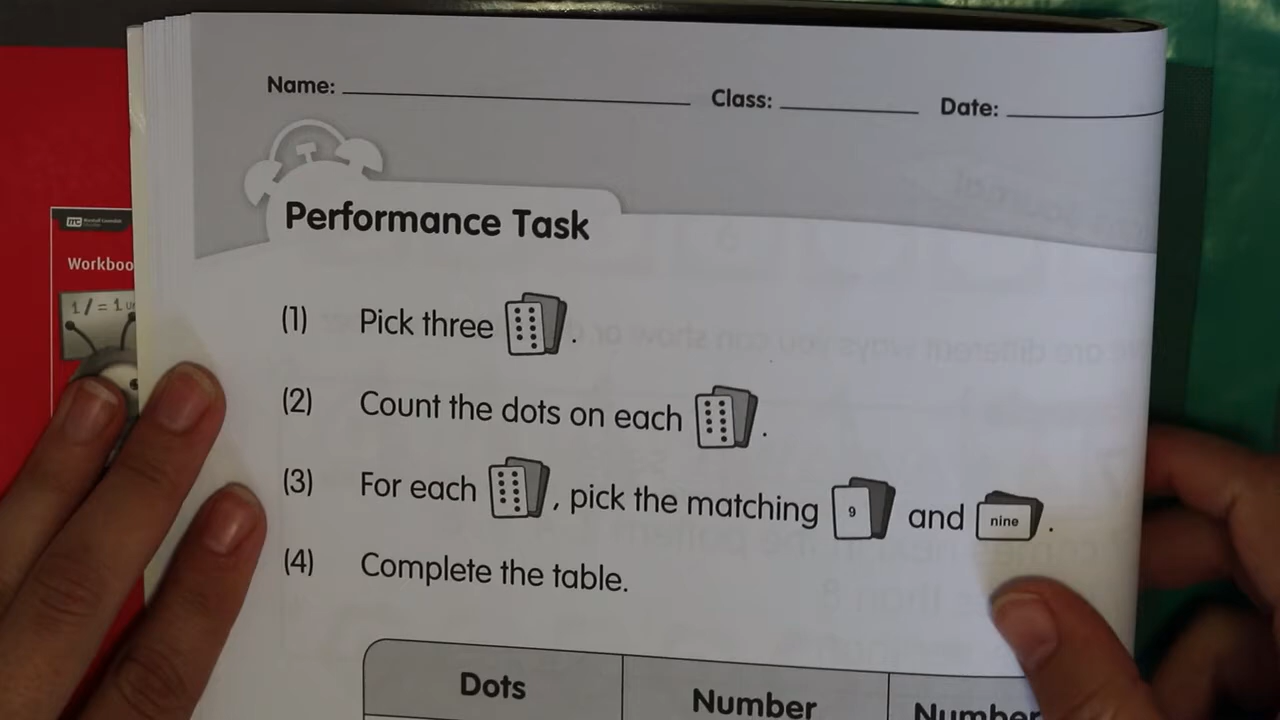 Name: Class: Date:
Performance Task
(1) Pick three .
(2) Count the dots on each .
(3) For each , pick the matching 9 and nine .
(4) Complete the table.
Dots Number Number
Workboo
1 / = 1